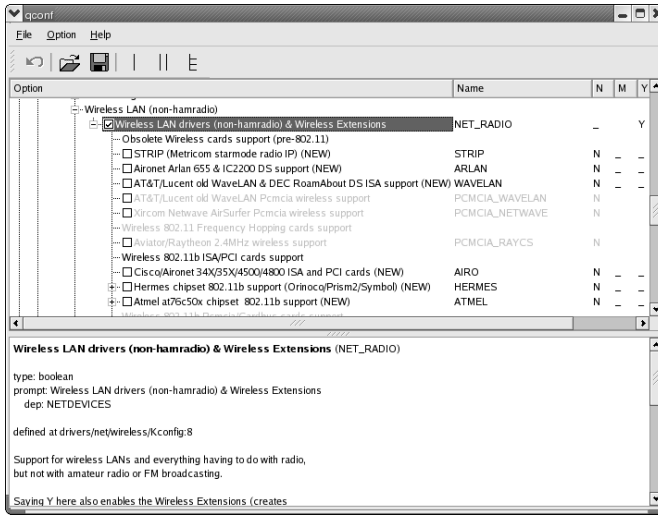 qconf
File Option Help
Option Name N M Y
Wireless LAN (non-hamradio)
Wireless LAN drivers (non-hamradio) & Wireless Extensions NET_RADIO _ Y
Obsolete Wireless cards support (pre-802.11)
STRIP (Metricom starmode radio IP) (NEW) STRIP N _ _
Aironet Arlan 655 & IC2200 DS support (NEW) ARLAN N _ _
AT&T/Lucent old WaveLAN & DEC RoamAbout DS ISA support (NEW) WAVELAN N _ _
AT&T/Lucent old WaveLAN Pcmcia wireless support PCMCIA_WAVELAN N
Xircom Netwave AirSurfer Pcmcia wireless support PCMCIA_NETWAVE N
Wireless 802.11 Frequency Hopping cards support
Aviator/Raytheon 2.4MHz wireless support PCMCIA_RAYCS N
Wireless 802.11b ISA/PCI cards support
Cisco/Aironet 34X/35X/4500/4800 ISA and PCI cards (NEW) AIRO N _ _
Hermes chipset 802.11b support (Orinoco/Prism2/Symbol) (NEW) HERMES N _ _
Atmel at76c50x chipset 802.11b support (NEW) ATMEL N _ _
Wireless 802.11b Pcmcia/Cardbus cards support
Wireless LAN drivers (non-hamradio) & Wireless Extensions (NET_RADIO)
type: boolean
prompt: Wireless LAN drivers (non-hamradio) & Wireless Extensions
dep: NETDEVICES
defined at drivers/net/wireless/Kconfig:8
Support for wireless LANs and everything having to do with radio,
but not with amateur radio or FM broadcasting.
Saying Y here also enables the Wireless Extensions (creates